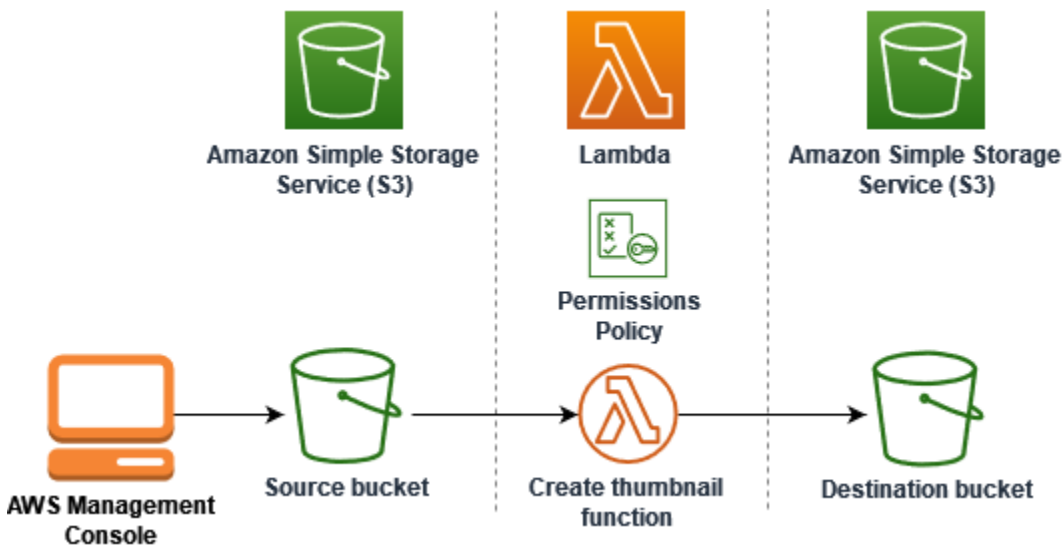 Amazon Simple Storage
Service (S3)
Lambda
Amazon Simple Storage
Service (S3)
Permissions
Policy
AWS Management
Console
Source bucket
Create thumbnail
function
Destination bucket